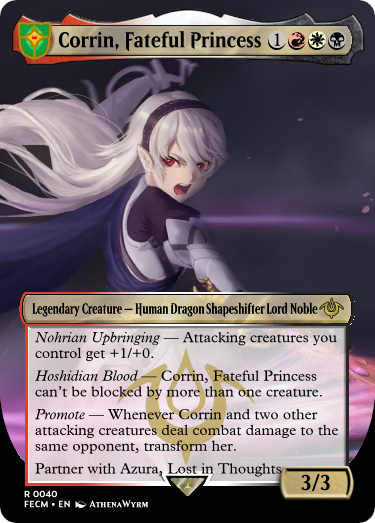 Corrin, Fateful Princess 1
Legendary Creature — Human Dragon Shapeshifter Lord Noble
Nohrian Upbringing — Attacking creatures you
control get +1/+0.
Hoshidian Blood — Corrin, Fateful Princess
can't be blocked by more than one creature.
Promote — Whenever Corrin and two other
attacking creatures deal combat damage to
the same opponent, transform her.
Partner with Azura, Lost in Thoughts
3/3
R 0040
FECM • EN AthenaWyrm